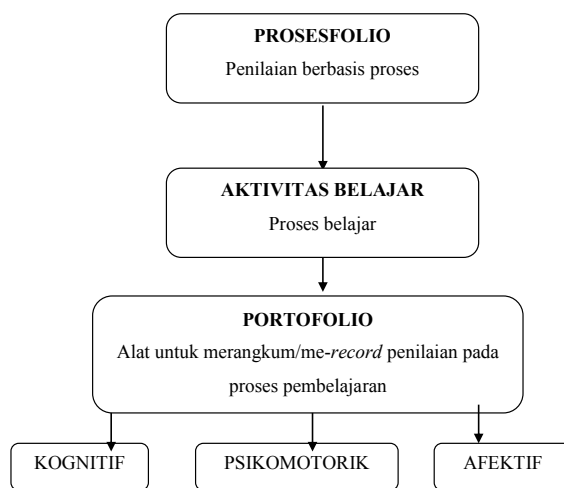 PROSESFOLIO
Penilaian berbasis proses
AKTIVITAS BELAJAR
Proses belajar
PORTOFOLIO
Alat untuk merangkum/me-record penilaian pada
proses pembelajaran
KOGNITIF PSIKOMOTORIK AFEKTIF